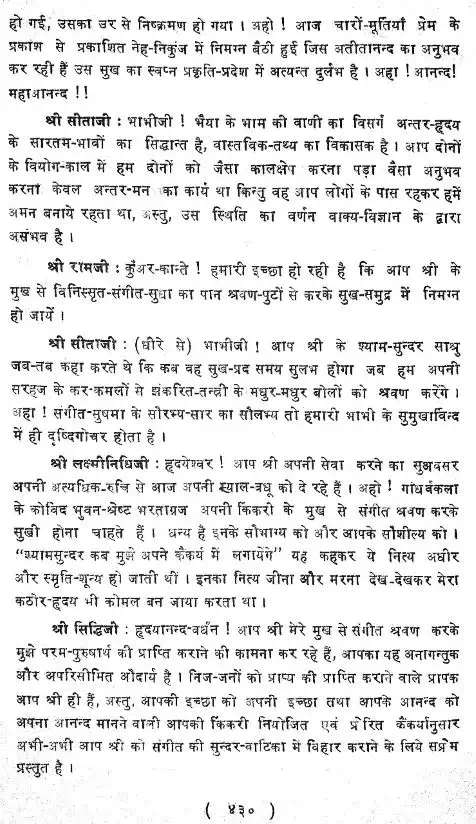 हो गई, उसका उर से निष्क्रमण हो गया । अहो ! आज चारों-मूर्तियाँ प्रेम के
प्रकाश से प्रकाशित नेह-निकुंज में निमग्न बैठी हुई जिस अतीतानन्द का अनुभव
कर रही हैं उस सुख का स्वप्न प्रकृति-प्रदेश में अत्यन्त दुर्लभ है । अहा ! आनन्द!
महाआनन्द !!
श्री सीताजी : भाभीजी ! भैया के भाम की वाणी का विसर्ग अन्तर-हृदय
के सारतम-भावों का सिद्धान्त है, वास्तविक-तथ्य का विकासक है । आप दोनों
के वियोग-काल में हम दोनों को जैसा कालक्षेप करना पड़ा वैसा अनुभव
करना केवल अन्तर-मन का कार्य था किन्तु वह आप लोगों के पास रहकर हमें
अमन बनाये रहता था, अस्तु, उस स्थिति का वर्णन वाक्य-विज्ञान के द्वारा
असंभव है ।
श्री रामजी : कुँअर-कान्ते ! हमारी इच्छा हो रही है कि आप श्री के
मुख से विनिस्सृत-संगीत-सुधा का पान श्रवण-पुटों से करके सुख-समुद्र में निमग्न
हो जायें ।
श्री सीताजी : (धीरे से) भाभीजी ! आप श्री के श्याम-सुन्दर साश्रु
जब-तब कहा करते थे कि कब वह सुख-प्रद समय सुलभ होगा जब हम अपनी
सरहज के कर-कमलों से झंकरित-तन्त्री के मधुर-मधुर बोलों को श्रवण करेंगे ।
अहा ! संगीत-सुषमा के सौरभ्य-सार का सौलभ्य तो हमारी भाभी के सुमुखाविन्द
में ही दृष्टिगोचर होता है ।
श्री लक्ष्मीनिधिजी : हृदयेश्वर ! आप श्री अपनी सेवा करने का सुअवसर
अपनी अत्यधिक-रुचि से आज अपनी श्याल-वधू को दे रहे हैं । अहो ! गांधर्वकला
के कोविद भुवन-श्रेष्ट भरताग्रज अपनी किंकरी के मुख से संगीत श्रवण करके
सुखी होना चाहते हैं । धन्य है इनके सौभाग्य को और आपके सौशील्य को ।
“श्यामसुन्दर कब मुझे अपने कैंकर्य में लगायेंगे” यह कहकर ये नित्य अधीर
और स्मृति-शून्य हो जाती थीं । इनका नित्य जीना और मरना देख-देखकर मेरा
कठोर-हृदय भी कोमल बन जाया करता था ।
श्री सिद्धिजी : हृदयानन्द-वर्धन ! आप श्री मेरे मुख से संगीत श्रवण करके
मुझे परम-पुरुषार्थ की प्राप्ति कराने की कामना कर रहे हैं, आपका यह अनागन्तुक
और अपरिसीमित औदार्य है । निज-जनों को प्राप्य की प्राप्ति कराने वाले प्रापक
आप श्री ही हैं, अस्तु, आपकी इच्छा को अपनी इच्छा तथा आपके आनन्द को
अपना आनन्द मानने वाली आपकी किंकरी नियोजित एवं प्रेरित कैंकर्यानुसार
अभी-अभी आप श्री को संगीत की सुन्दर-वाटिका में विहार कराने के लिये सप्रेम
प्रस्तुत है ।
( ४३० )